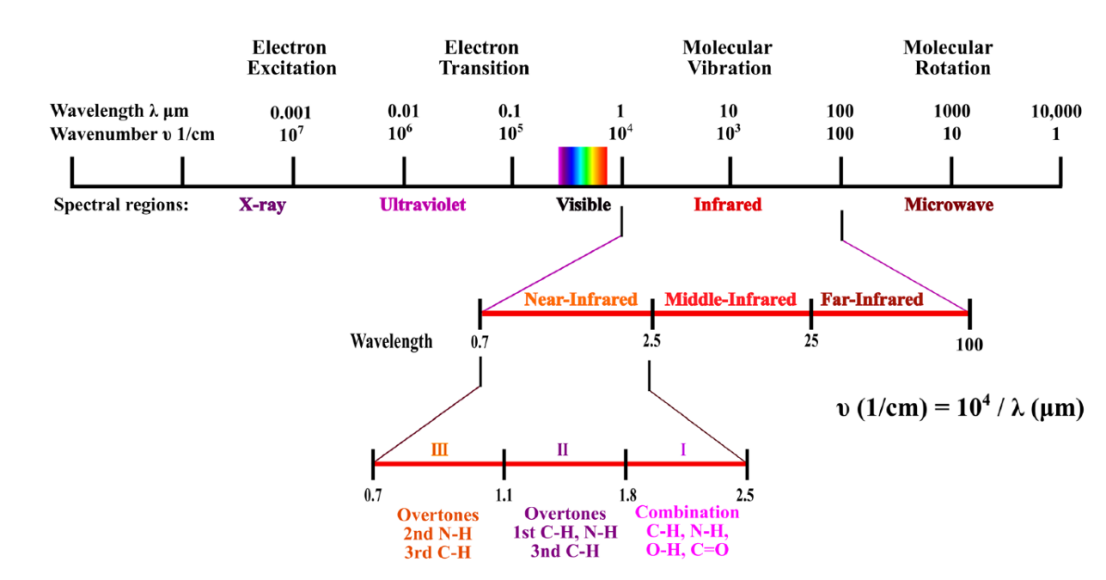 Electron Excitation
Electron Transition
Molecular Vibration
Molecular Rotation
Wavelength λ μm 0.001 0.01 0.1 1 10 100 1000 10,000
Wavenumber υ 1/cm 10⁷ 10⁶ 10⁵ 10⁴ 10³ 100 10 1
Spectral regions: X-ray Ultraviolet Visible Infrared Microwave
Near-Infrared Middle-Infrared Far-Infrared
Wavelength 0.7 2.5 25 100
υ (1/cm) = 10⁴ / λ (μm)
III II I
0.7 1.1 1.8 2.5
Overtones
2nd N-H
3rd C-H
Overtones
1st C-H, N-H
3nd C-H
Combination
C-H, N-H,
O-H, C=O